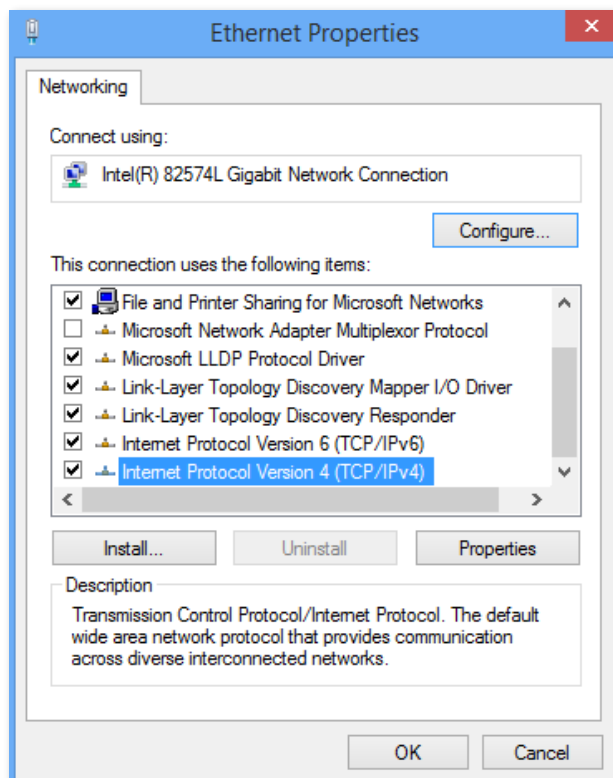 Ethernet Properties
Networking
Connect using:
Intel(R) 82574L Gigabit Network Connection
Configure...
This connection uses the following items:
File and Printer Sharing for Microsoft Networks
Microsoft Network Adapter Multiplexor Protocol
Microsoft LLDP Protocol Driver
Link-Layer Topology Discovery Mapper I/O Driver
Link-Layer Topology Discovery Responder
Internet Protocol Version 6 (TCP/IPv6)
Internet Protocol Version 4 (TCP/IPv4)
Install... Uninstall Properties
Description
Transmission Control Protocol/Internet Protocol. The default
wide area network protocol that provides communication
across diverse interconnected networks.
OK Cancel